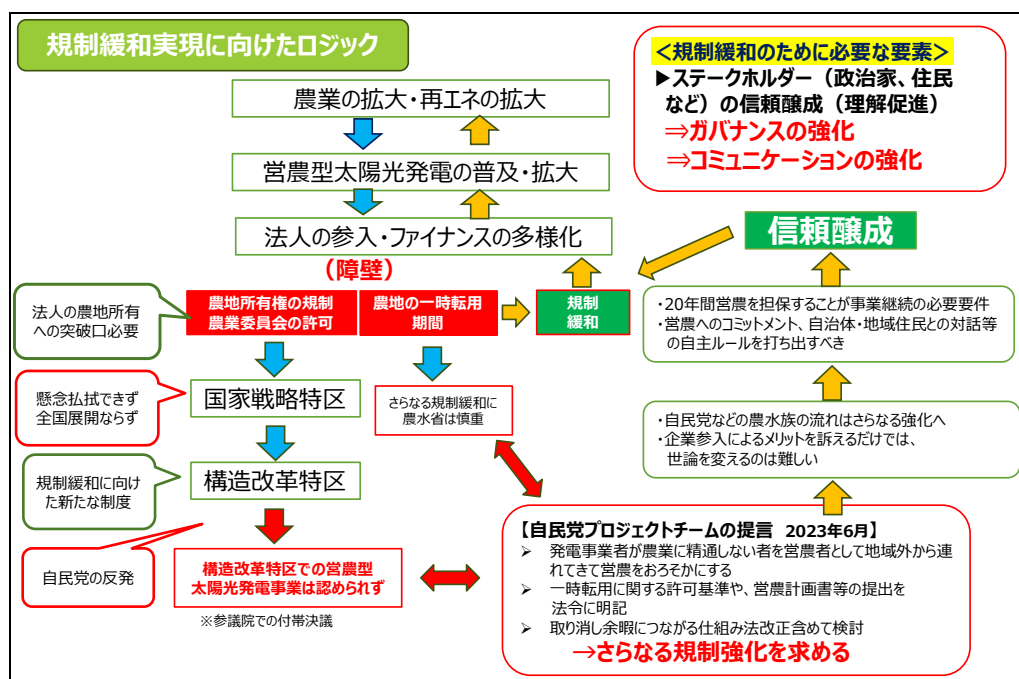 規制緩和実現に向けたロジック
＜規制緩和のために必要な要素＞
▶ステークホルダー（政治家、住民
など）の信頼醸成（理解促進）
⇒ガバナンスの強化
⇒コミュニケーションの強化
農業の拡大・再エネの拡大
営農型太陽光発電の普及・拡大
法人の参入・ファイナンスの多様化
（障壁）
信頼醸成
法人の農地所有
への突破口必要
農地所有権の規制
農業委員会の許可
農地の一時転用
期間
規制
緩和
・20年間営農を担保することが事業継続の必要要件
・営農へのコミットメント、自治体・地域住民との対話等
の自主ルールを打ち出すべき
懸念払拭できず
全国展開ならず
国家戦略特区
さらなる規制緩和に
農水省は慎重
・自民党などの農水族の流れはさらなる強化へ
・企業参入によるメリットを訴えるだけでは、
世論を変えるのは難しい
規制緩和に向け
た新たな制度
構造改革特区
自民党の反発
構造改革特区での営農型
太陽光発電事業は認められず
※参議院での付帯決議
【自民党プロジェクトチームの提言 2023年6月】
➢ 発電事業者が農業に精通しない者を営農者として地域外から連
れてきて営農をおろそかにする
➢ 一時転用に関する許可基準や、営農計画書等の提出を
法令に明記
➢ 取り消し余暇につながる仕組み法改正含めて検討
→さらなる規制強化を求める